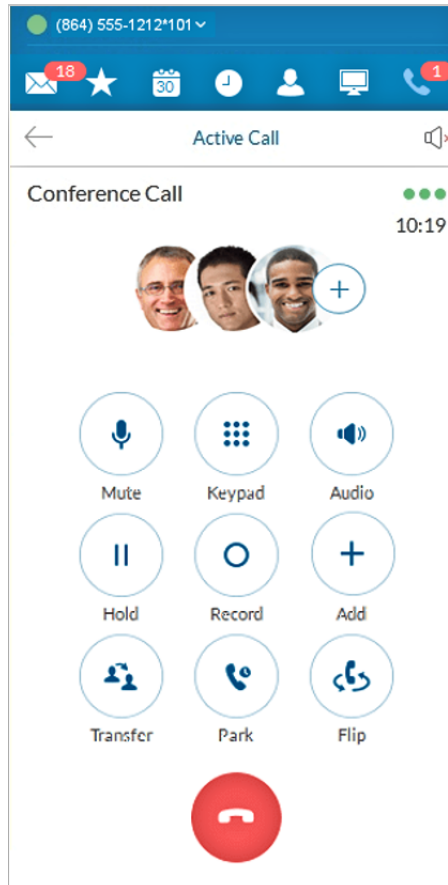 (864) 555-1212*101
18
30
1
Active Call
Conference Call
10:19
Mute Keypad Audio
Hold Record Add
Transfer Park Flip